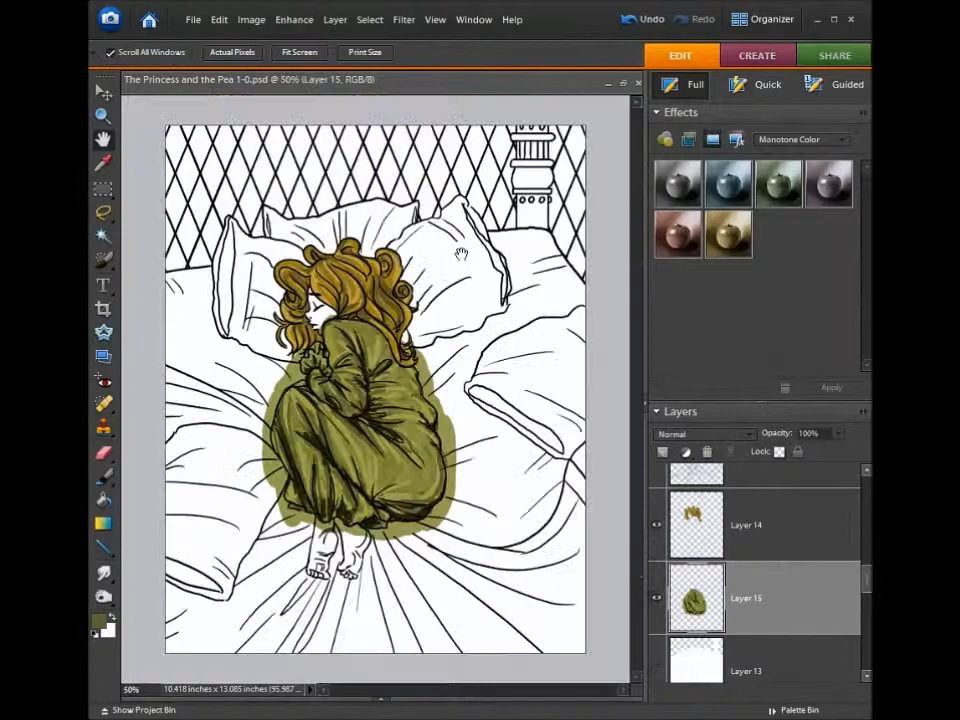 File Edit Image Enhance Layer Select Filter View Window Help
Undo Redo Organizer
Scroll All Windows Actual Pixels Fit Screen Print Size
EDIT CREATE SHARE
The Princess and the Pea 1-0.psd @ 50% (Layer 15, RGB/8)
Full Quick Guided
Effects
Monotone Color
Apply
Layers
Normal Opacity: 100%
Lock:
Layer 14
Layer 15
Layer 13
50% 10.418 inches x 13.085 inches (95.987 ...
Show Project Bin Palette Bin